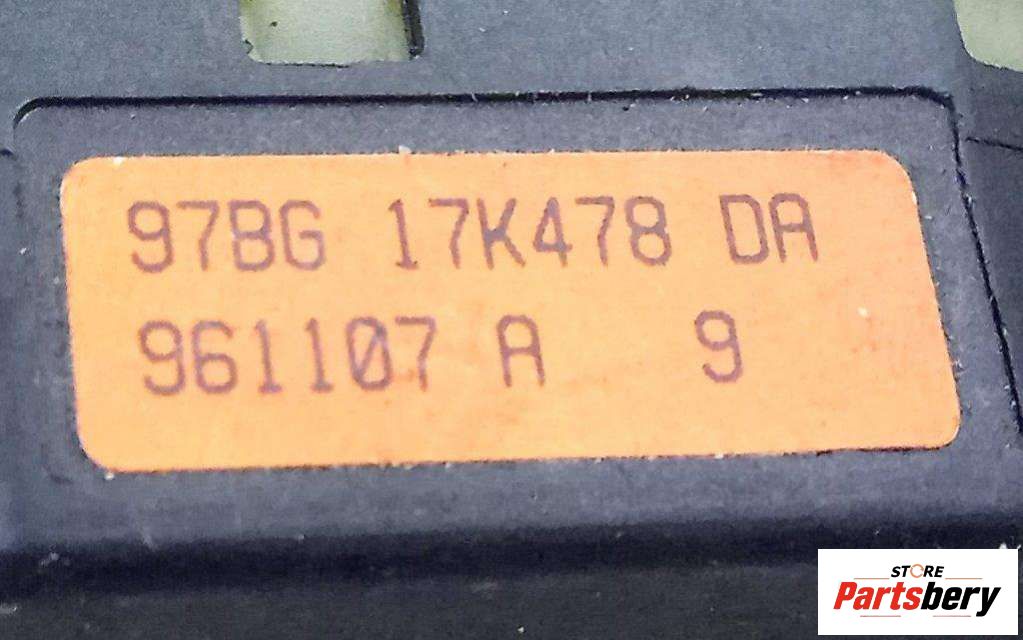 97BG 17K478 DA
961107 A 9
STORE
Partsbery